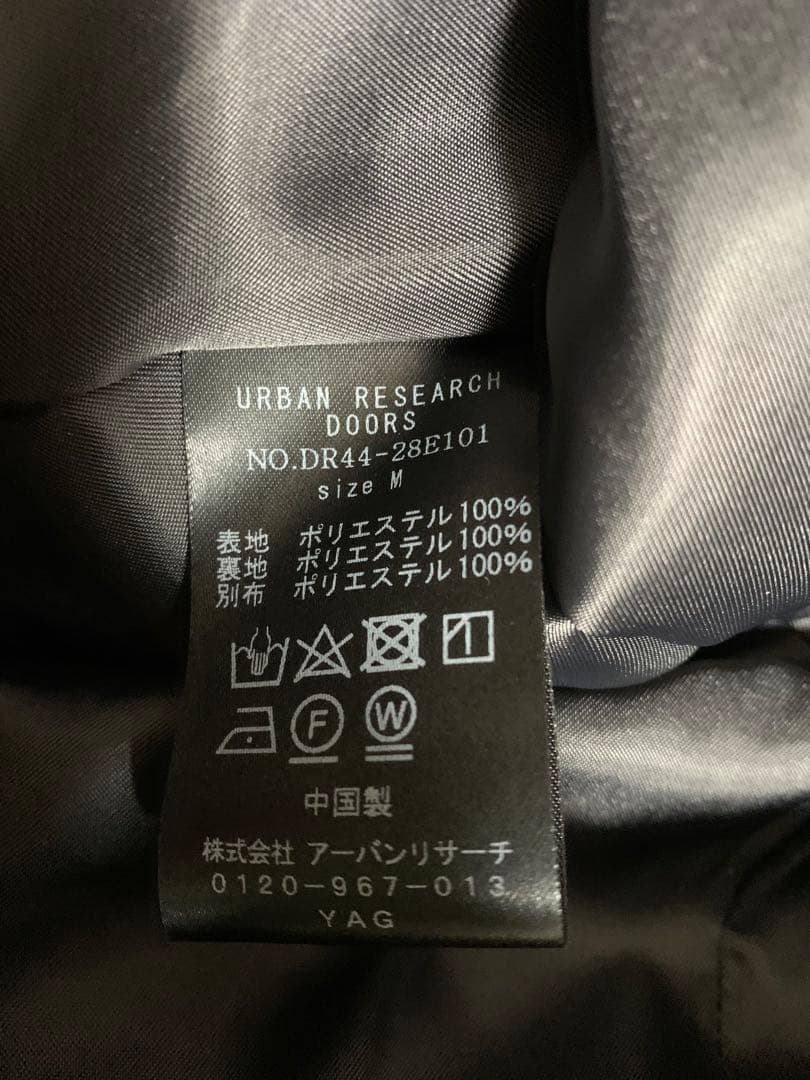 URBAN RESEARCH
DOORS
NO.DR44-28E101
size M
表地 ポリエステル100%
裏地 ポリエステル100%
別布 ポリエステル100%
F W
中国製
株式会社 アーバンリサーチ
0120-967-013
YAG